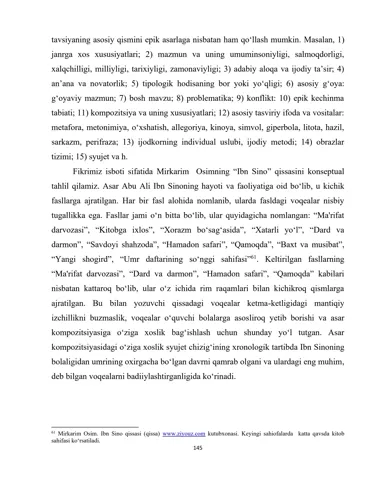 tavsiyaning asosiy qismini epik asarlaga nisbatan ham qo‘llash mumkin. Masalan, 1)
janrga xos xususiyatlari; 2) mazmun va uning umuminsoniyligi, salmoqdorligi,
xalqchilligi, milliyligi, tarixiyligi, zamonaviyligi; 3) adabiy aloqa va ijodiy ta’sir; 4)
an’ana va novatorlik; 5) tipologik hodisaning bor yoki yo‘qligi; 6) asosiy g‘oya:
g‘oyaviy mazmun; 7) bosh mavzu; 8) problematika; 9) konflikt: 10) epik kechinma
tabiati; 11) kompozitsiya va uning xususiyatlari; 12) asosiy tasviriy ifoda va vositalar:
metafora, metonimiya, o‘xshatish, allegoriya, kinoya, simvol, giperbola, litota, hazil,
sarkazm, perifraza; 13) ijodkorning individual uslubi, ijodiy metodi; 14) obrazlar
tizimi; 15) syujet va h.
Fikrimiz isboti sifatida Mirkarim Osimning “Ibn Sino” qissasini konseptual
tahlil qilamiz. Asar Abu Ali Ibn Sinoning hayoti va faoliyatiga oid bo‘lib, u kichik
fasllarga ajratilgan. Har bir fasl alohida nomlanib, ularda fasldagi voqealar nisbiy
tugallikka ega. Fasllar jami o‘n bitta bo‘lib, ular quyidagicha nomlangan: “Ma'rifat
darvozasi”, “Kitobga ixlos”, “Xorazm bo‘sag‘asida”, “Xatarli yo‘l”, “Dard va
darmon”, “Savdoyi shahzoda”, “Hamadon safari”, “Qamoqda”, “Baxt va musibat”,
“Yangi shogird”, “Umr daftarining so‘nggi sahifasi”⁶¹. Keltirilgan fasllarning
“Ma'rifat darvozasi”, “Dard va darmon”, “Hamadon safari”, “Qamoqda” kabilari
nisbatan kattaroq bo‘lib, ular o‘z ichida rim raqamlari bilan kichikroq qismlarga
ajratilgan. Bu bilan yozuvchi qissadagi voqealar ketma-ketligidagi mantiqiy
izchillikni buzmaslik, voqealar o‘quvchi bolalarga asosliroq yetib borishi va asar
kompozitsiyasiga o‘ziga xoslik bag‘ishlash uchun shunday yo‘l tutgan. Asar
kompozitsiyasidagi o‘ziga xoslik syujet chizig‘ining xronologik tartibda Ibn Sinoning
bolaligidan umrining oxirgacha bo‘lgan davrni qamrab olgani va ulardagi eng muhim,
deb bilgan voqealarni badiiylashtirganligida ko‘rinadi.
⁶¹ Mirkarim Osim. Ibn Sino qissasi (qissa) www.ziyouz.com kutubxonasi. Keyingi sahiofalarda katta qavsda kitob
sahifasi ko‘rsatiladi.
145